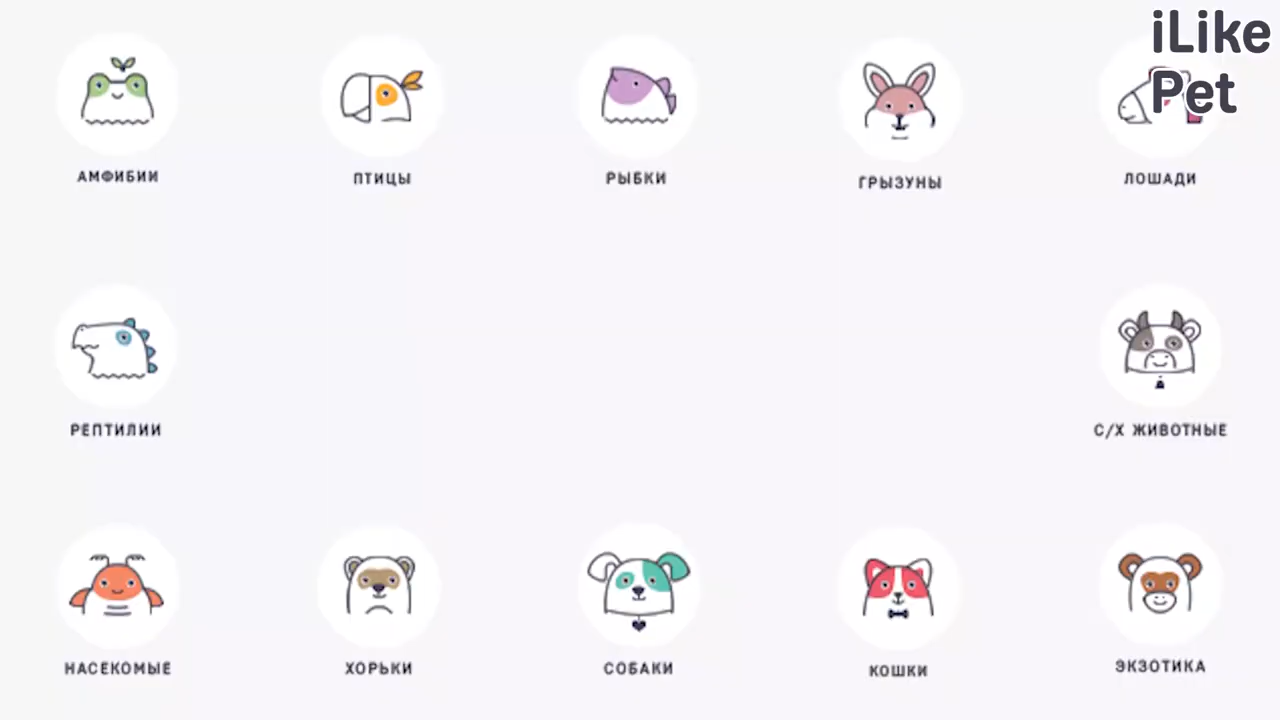 iLike
Pet
АМФИБИИ
ПТИЦЫ
РЫБКИ
ГРЫЗУНЫ
ЛОШАДИ
РЕПТИЛИИ
С/Х ЖИВОТНЫЕ
НАСЕКОМЫЕ
ХОРЬКИ
СОБАКИ
КОШКИ
ЭКЗОТИКА